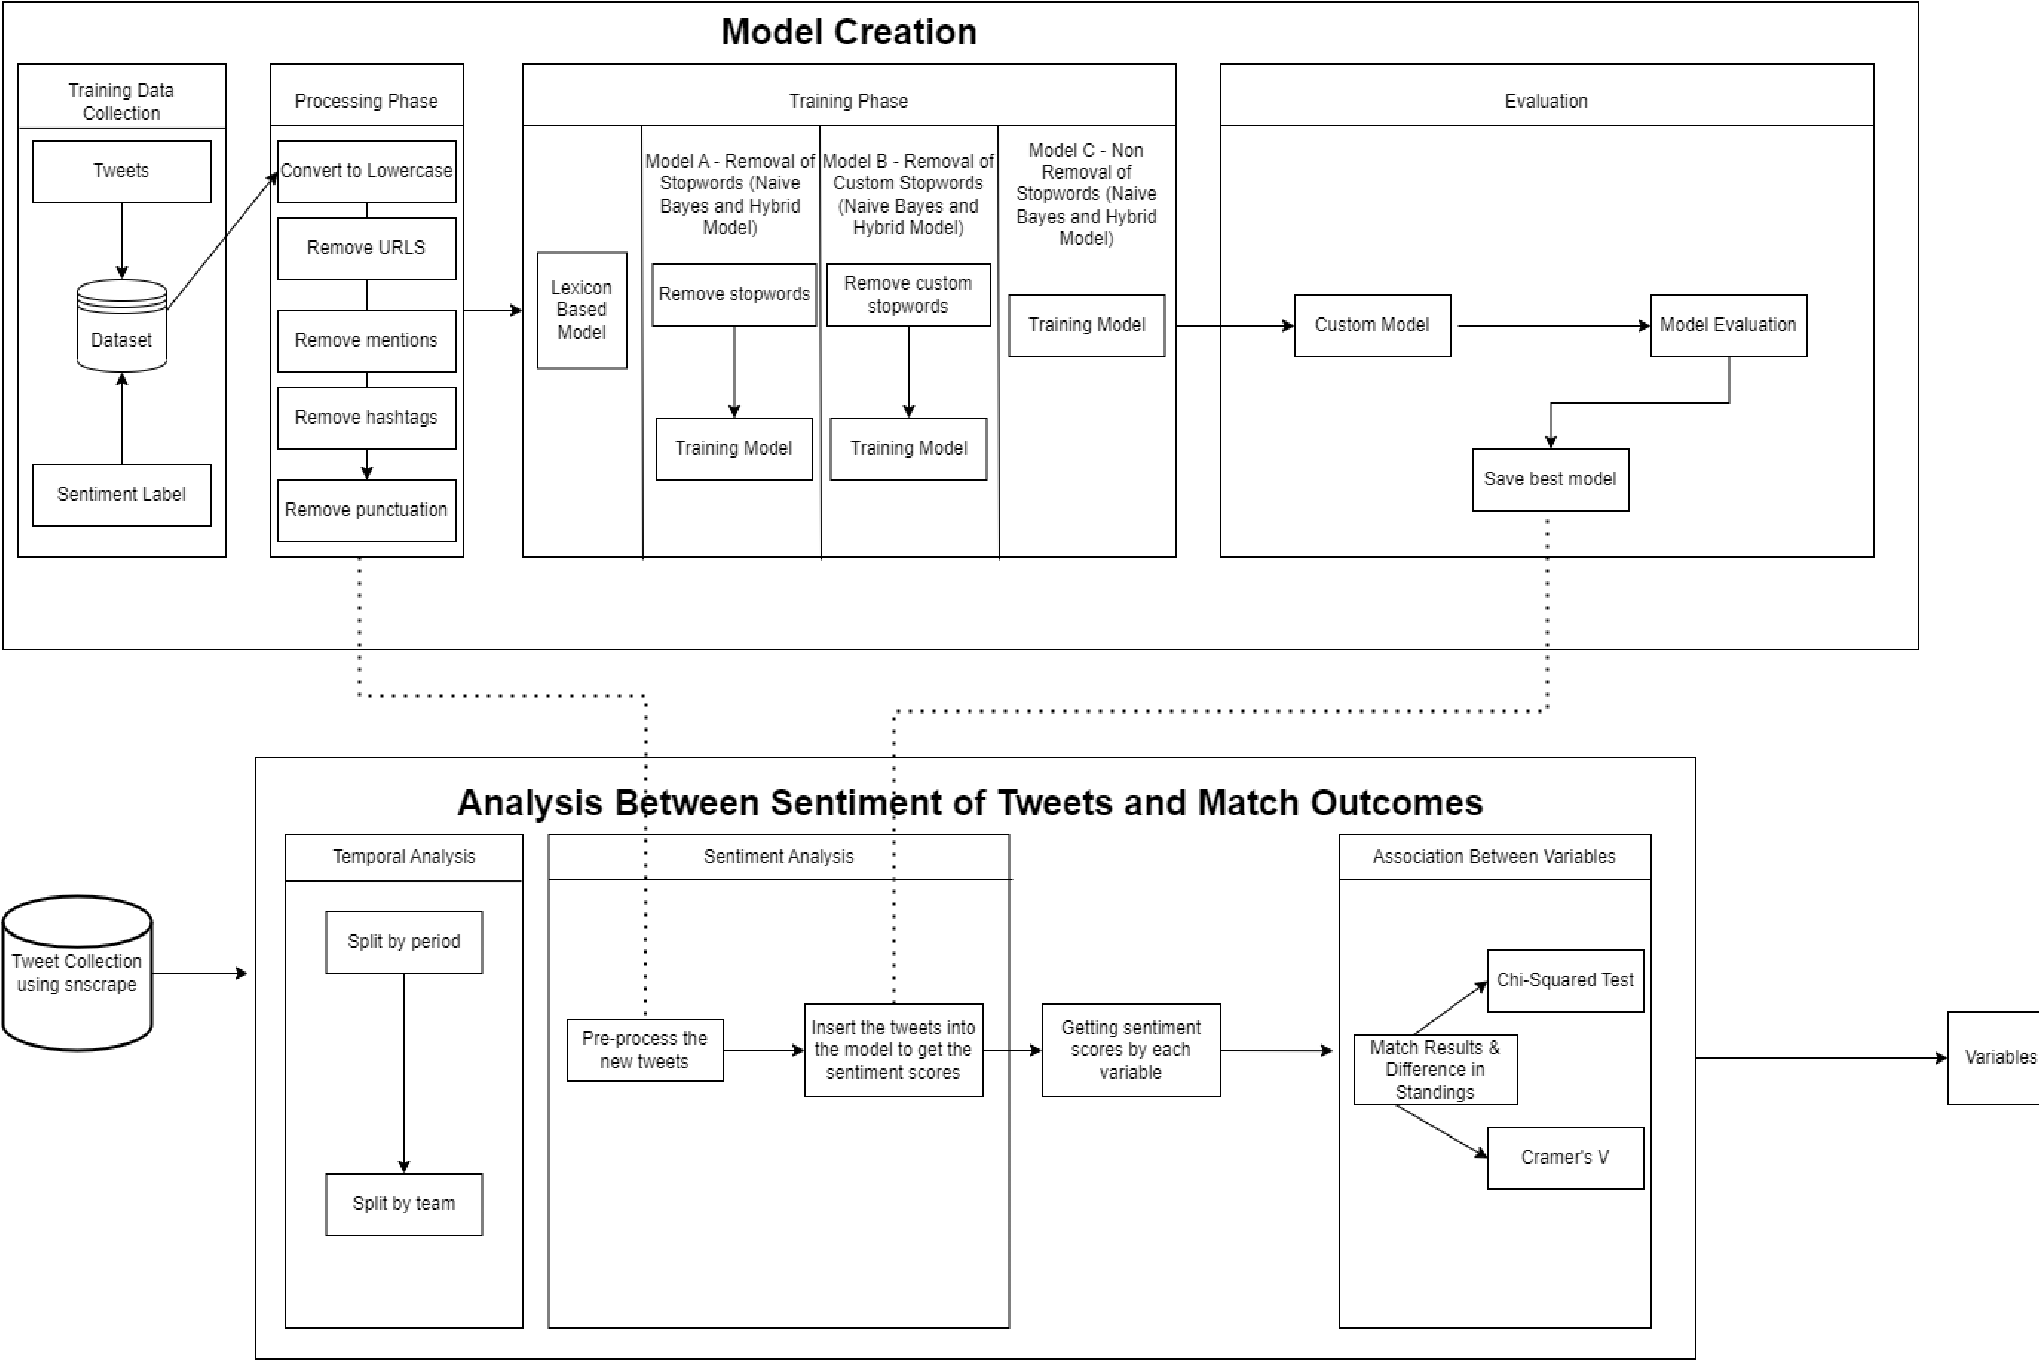 Model Creation
Training Data
Collection
Tweets
Dataset
Sentiment Label
Processing Phase
Convert to Lowercase
Remove URLS
Remove mentions
Remove hashtags
Remove punctuation
Training Phase
Lexicon
Based
Model
Model A - Removal of
Stopwords (Naive
Bayes and Hybrid
Model)
Remove stopwords
Training Model
Model B - Removal of
Custom Stopwords
(Naive Bayes and
Hybrid Model)
Remove custom
stopwords
Training Model
Model C - Non
Removal of
Stopwords (Naive
Bayes and Hybrid
Model)
Training Model
Evaluation
Custom Model
Model Evaluation
Save best model
Analysis Between Sentiment of Tweets and Match Outcomes
Tweet Collection
using snscrape
Temporal Analysis
Split by period
Split by team
Sentiment Analysis
Pre-process the
new tweets
Insert the tweets into
the model to get the
sentiment scores
Getting sentiment
scores by each
variable
Association Between Variables
Chi-Squared Test
Match Results &
Difference in
Standings
Cramer's V
Variables